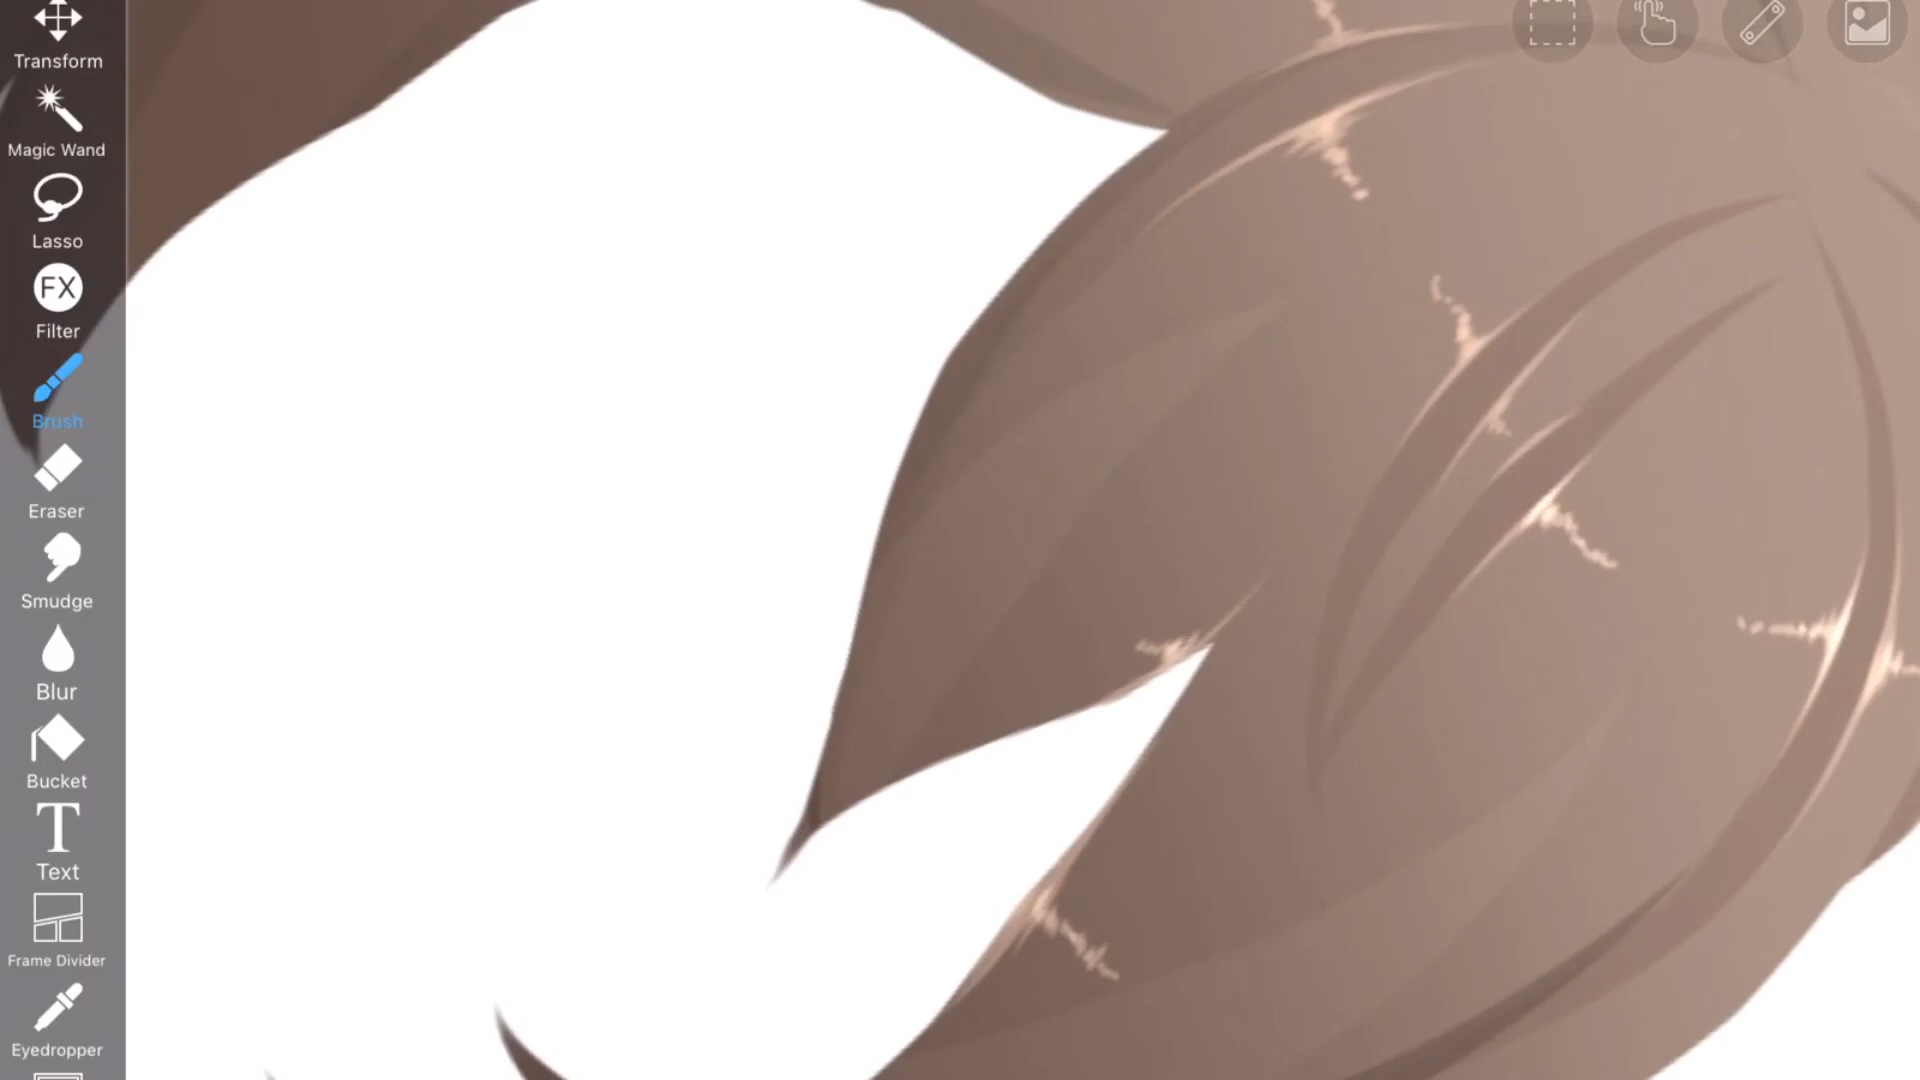 Transform
Magic Wand
Lasso
FX
Filter
Brush
Eraser
Smudge
Blur
Bucket
T
Text
Frame Divider
Eyedropper